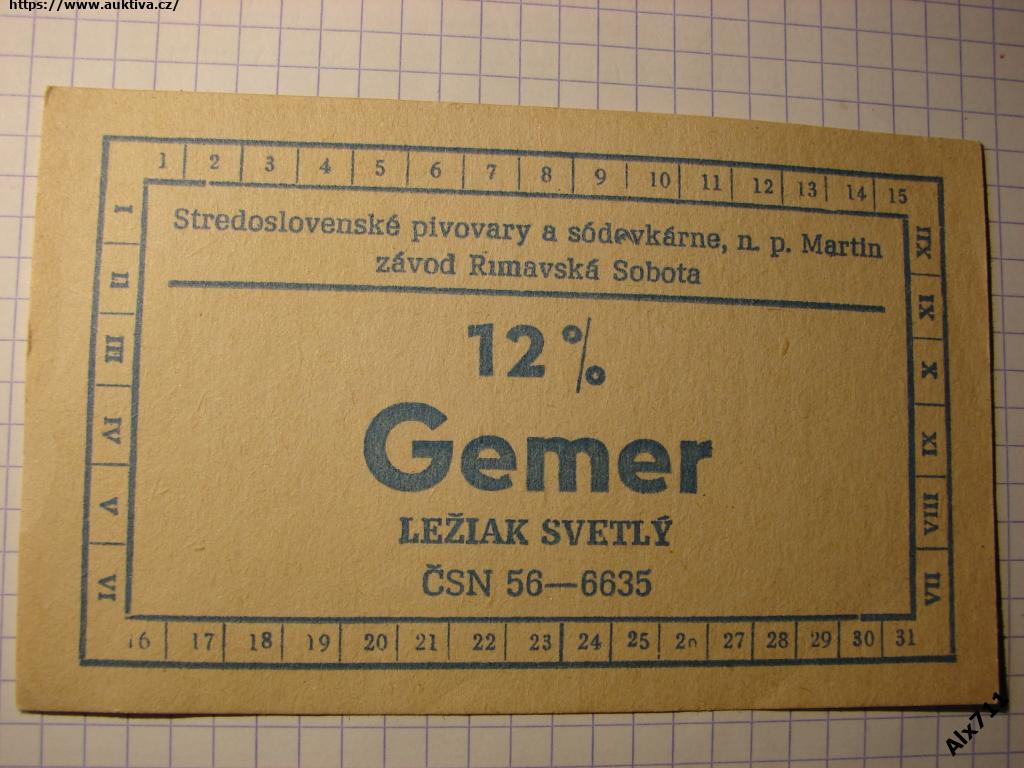 https://www.auktiva.cz/
1 2 3 4 5 6 7 8 9 10 11 12 13 14 15
Stredoslovenské pivovary a sódovkárne, n. p. Martin
závod Rimavská Sobota
12%
Gemer
LEŽIAK SVETLÝ
ČSN 56—6635
I
II
III
IV
V
VI
XII
XI
X
IX
VIII
VII
16 17 18 19 20 21 22 23 24 25 26 27 28 29 30 31
Alx711